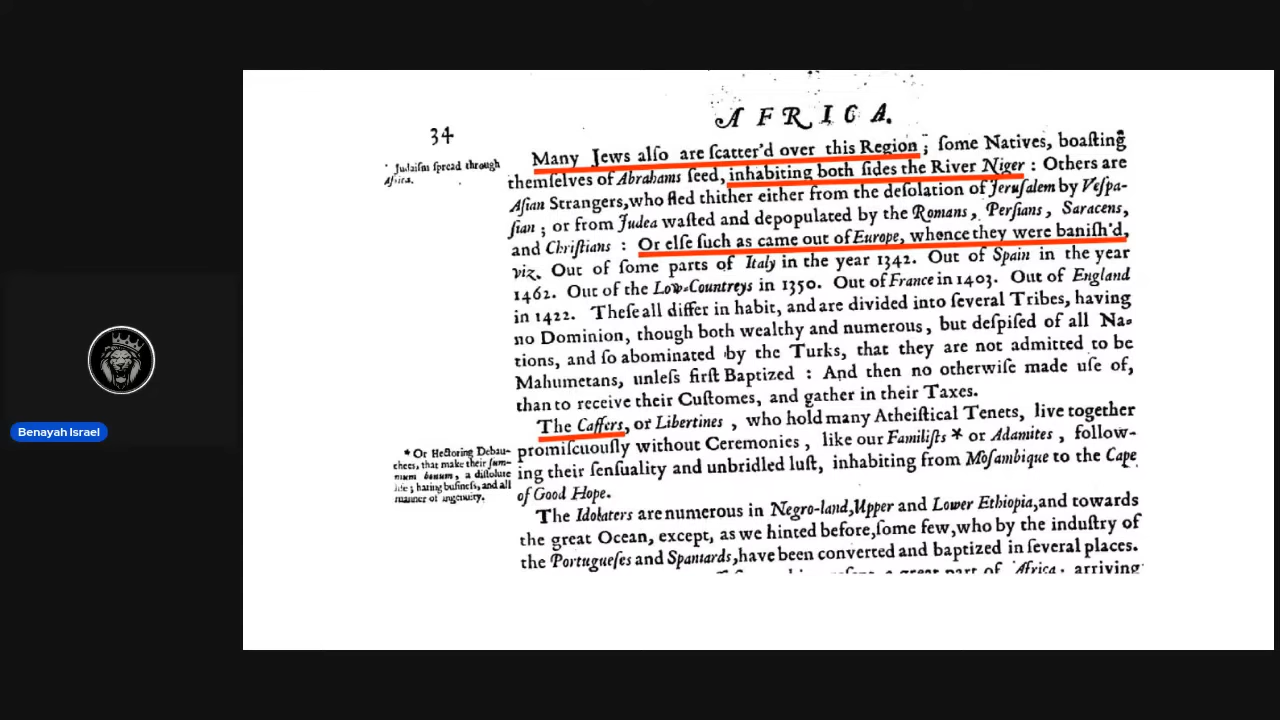 AFRICA.
34
Judaiſm ſpread through
Africa.
Many Jews alſo are ſcatter'd over this Region ; ſome Natives, boaſting
themſelves of Abrahams ſeed, inhabiting both ſides the River Niger : Others are
Aſian Strangers, who fled thither either from the deſolation of Jeruſalem by Veſpa-
ſian ; or from Judea waſted and depopulated by the Romans, Perſians, Saracens,
and Chriſtians : Or elſe ſuch as came out of Europe, whence they were baniſh'd,
viz. Out of ſome parts of Italy in the year 1342. Out of Spain in the year
1462. Out of the Low-Countreys in 1350. Out of France in 1403. Out of England
in 1422. Theſe all differ in habit, and are divided into ſeveral Tribes, having
no Dominion, though both wealthy and numerous, but deſpiſed of all Na-
tions, and ſo abominated by the Turks, that they are not admitted to be
Mahumetans, unleſs firſt Baptized : And then no otherwiſe made uſe of,
than to receive their Cuſtomes, and gather in their Taxes.
The Caffers, or Libertines, who hold many Atheiſtical Tenets, live together
promiſcuouſly without Ceremonies, like our Familiſts * or Adamites, follow-
ing their ſenſuality and unbridled luſt, inhabiting from Moſambique to the Cape
of Good Hope.
* Or Hectoring Debau-
chees, that make their ſum-
mum bonum, a diſſolute
life ; hating buſineſs, and all
manner of ingenuity.
The Idolaters are numerous in Negro-land, Upper and Lower Ethiopia, and towards
the great Ocean, except, as we hinted before, ſome few, who by the induſtry of
the Portugueſes and Spaniards, have been converted and baptized in ſeveral places.
a great part of Africa : arriving
Benayah Israel